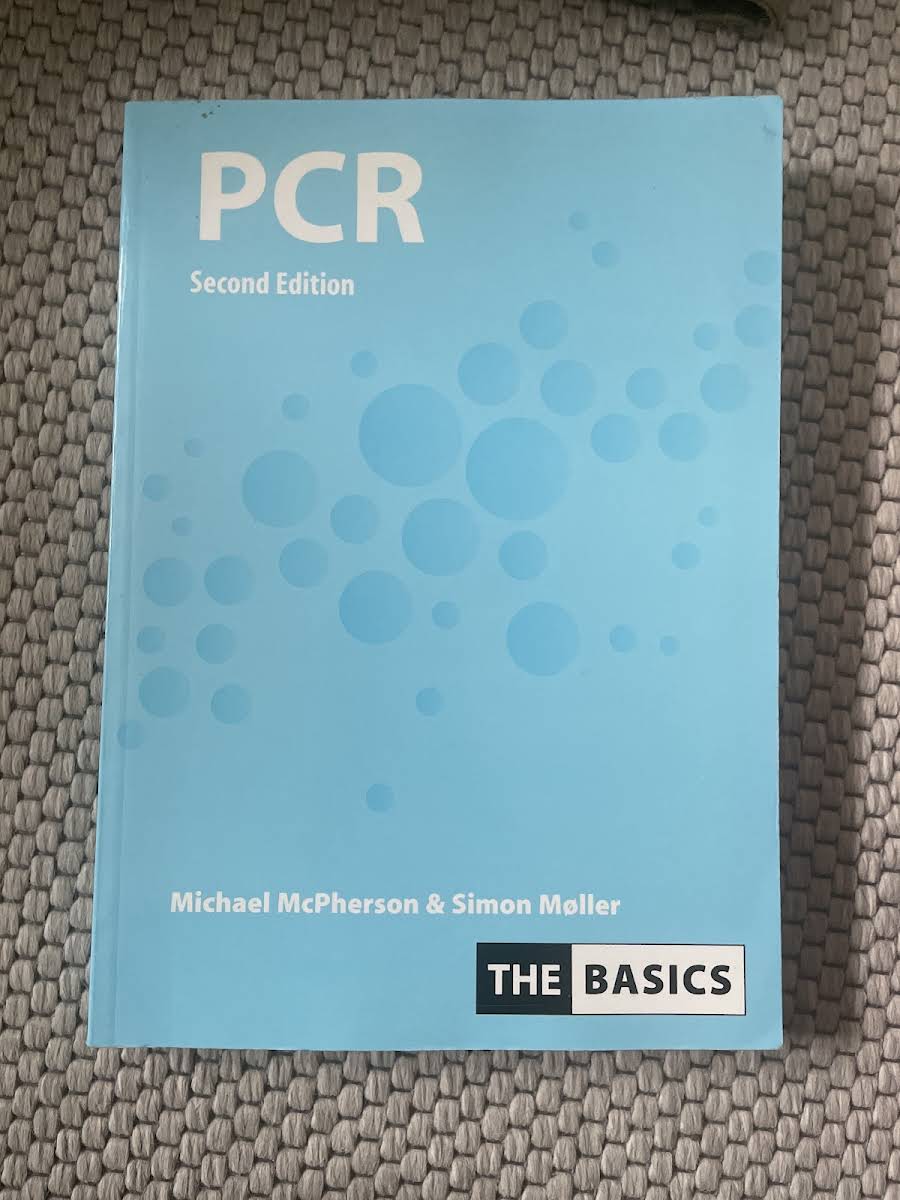 PCR
Second Edition
Michael McPherson & Simon Møller
THE BASICS